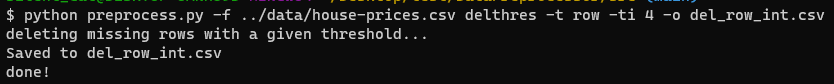 $ python preprocess.py -f ../data/house-prices.csv delthres -t row -ti 4 -o del_row_int.csv
deleting missing rows with a given threshold...
Saved to del_row_int.csv
done!